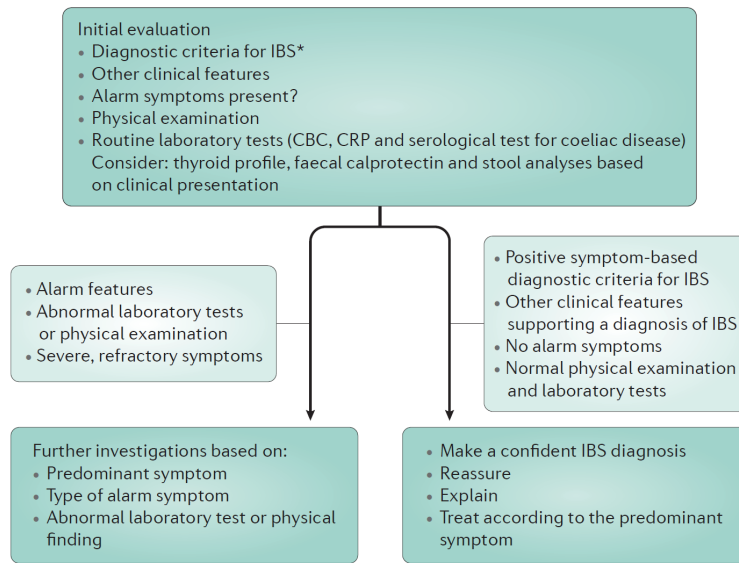 Initial evaluation
• Diagnostic criteria for IBS*
• Other clinical features
• Alarm symptoms present?
• Physical examination
• Routine laboratory tests (CBC, CRP and serological test for coeliac disease)
Consider: thyroid profile, faecal calprotectin and stool analyses based
on clinical presentation
• Alarm features
• Abnormal laboratory tests
or physical examination
• Severe, refractory symptoms
• Positive symptom-based
diagnostic criteria for IBS
• Other clinical features
supporting a diagnosis of IBS
• No alarm symptoms
• Normal physical examination
and laboratory tests
Further investigations based on:
• Predominant symptom
• Type of alarm symptom
• Abnormal laboratory test or physical
finding
• Make a confident IBS diagnosis
• Reassure
• Explain
• Treat according to the predominant
symptom